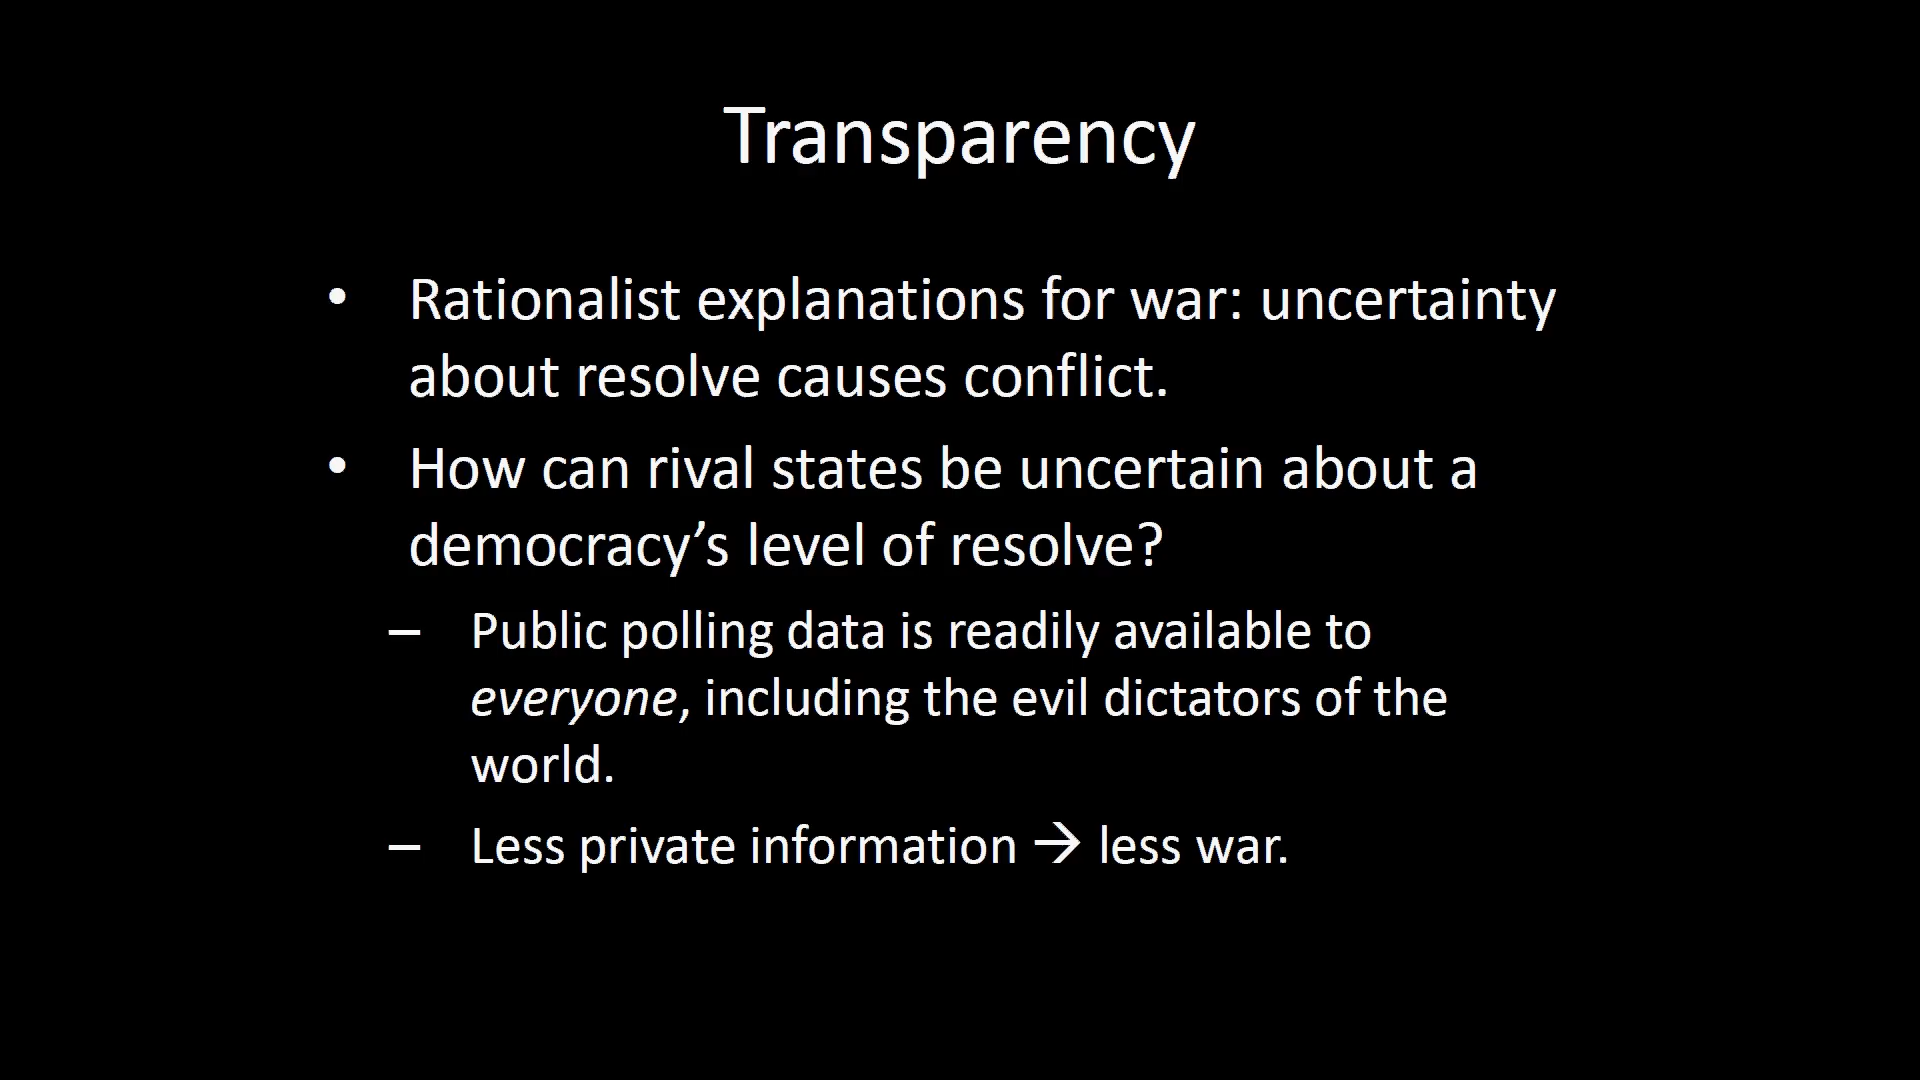 Transparency
• Rationalist explanations for war: uncertainty
about resolve causes conflict.
• How can rival states be uncertain about a
democracy’s level of resolve?
– Public polling data is readily available to
everyone, including the evil dictators of the
world.
– Less private information → less war.